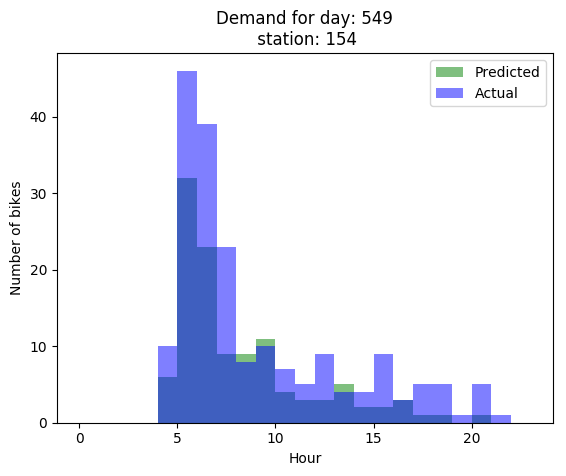 Demand for day: 549
station: 154
Predicted
Actual
Number of bikes
40
30
20
10
0
0 5 10 15 20
Hour